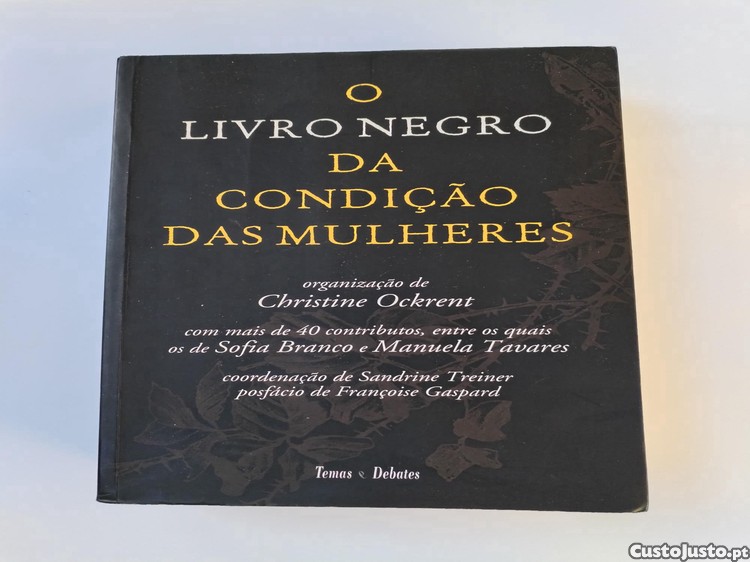 O
LIVRO NEGRO
DA
CONDIÇÃO
DAS MULHERES
organização de
Christine Ockrent
com mais de 40 contributos, entre os quais
os de Sofia Branco e Manuela Tavares
coordenação de Sandrine Treiner
posfácio de Françoise Gaspard
Temas e Debates
CustoJusto.pt